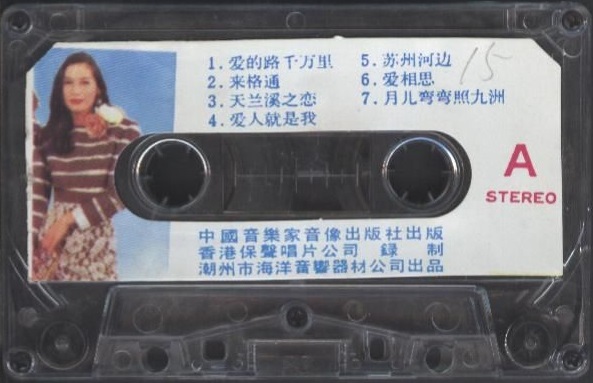 1. 爱的路千万里
2. 来格通
3. 天兰溪之恋
4. 爱人就是我
5. 苏州河边
6. 爱相思
7. 月儿弯弯照九洲
15
A
STEREO
中國音樂家音像出版社出版
香港保聲唱片公司 録 制
潮州市海洋音響器材公司出品